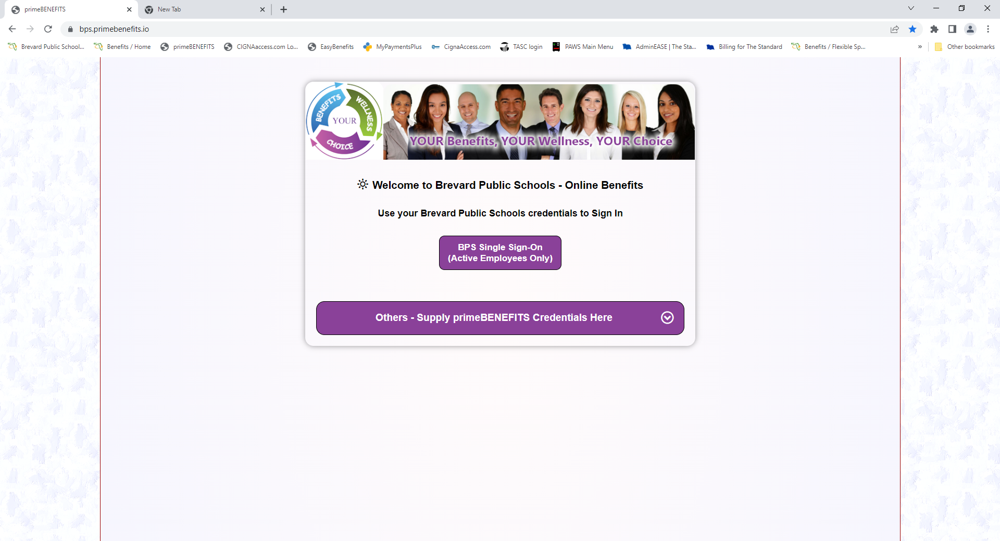 primeBENEFITS
New Tab
bps.primebenefits.io
Brevard Public School...
Benefits / Home
primeBENEFITS
CIGNAaccess.com Lo...
EasyBenefits
MyPaymentsPlus
CignaAccess.com
TASC login
PAWS Main Menu
AdminEASE | The Sta...
Billing for The Standard
Benefits / Flexible Sp...
»
Other bookmarks
BENEFITS
WELLNESS
YOUR
CHOICE
YOUR Benefits, YOUR Wellness, YOUR Choice
Welcome to Brevard Public Schools - Online Benefits
Use your Brevard Public Schools credentials to Sign In
BPS Single Sign-On
(Active Employees Only)
Others - Supply primeBENEFITS Credentials Here